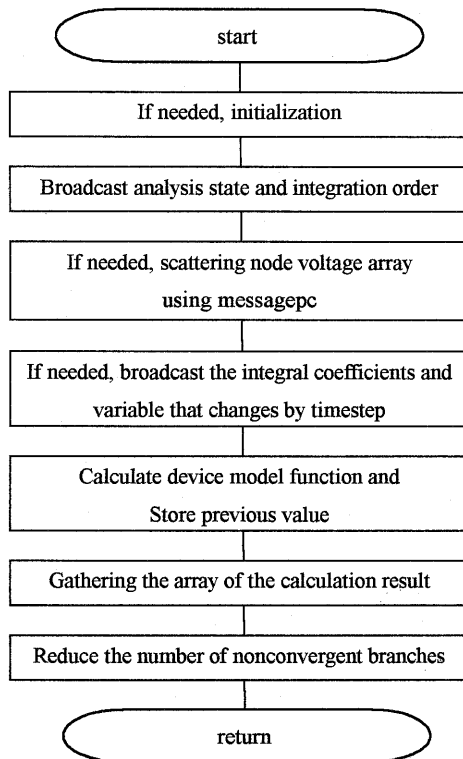 start
If needed, initialization
Broadcast analysis state and integration order
If needed, scattering node voltage array
using messagepc
If needed, broadcast the integral coefficients and
variable that changes by timestep
Calculate device model function and
Store previous value
Gathering the array of the calculation result
Reduce the number of nonconvergent branches
return